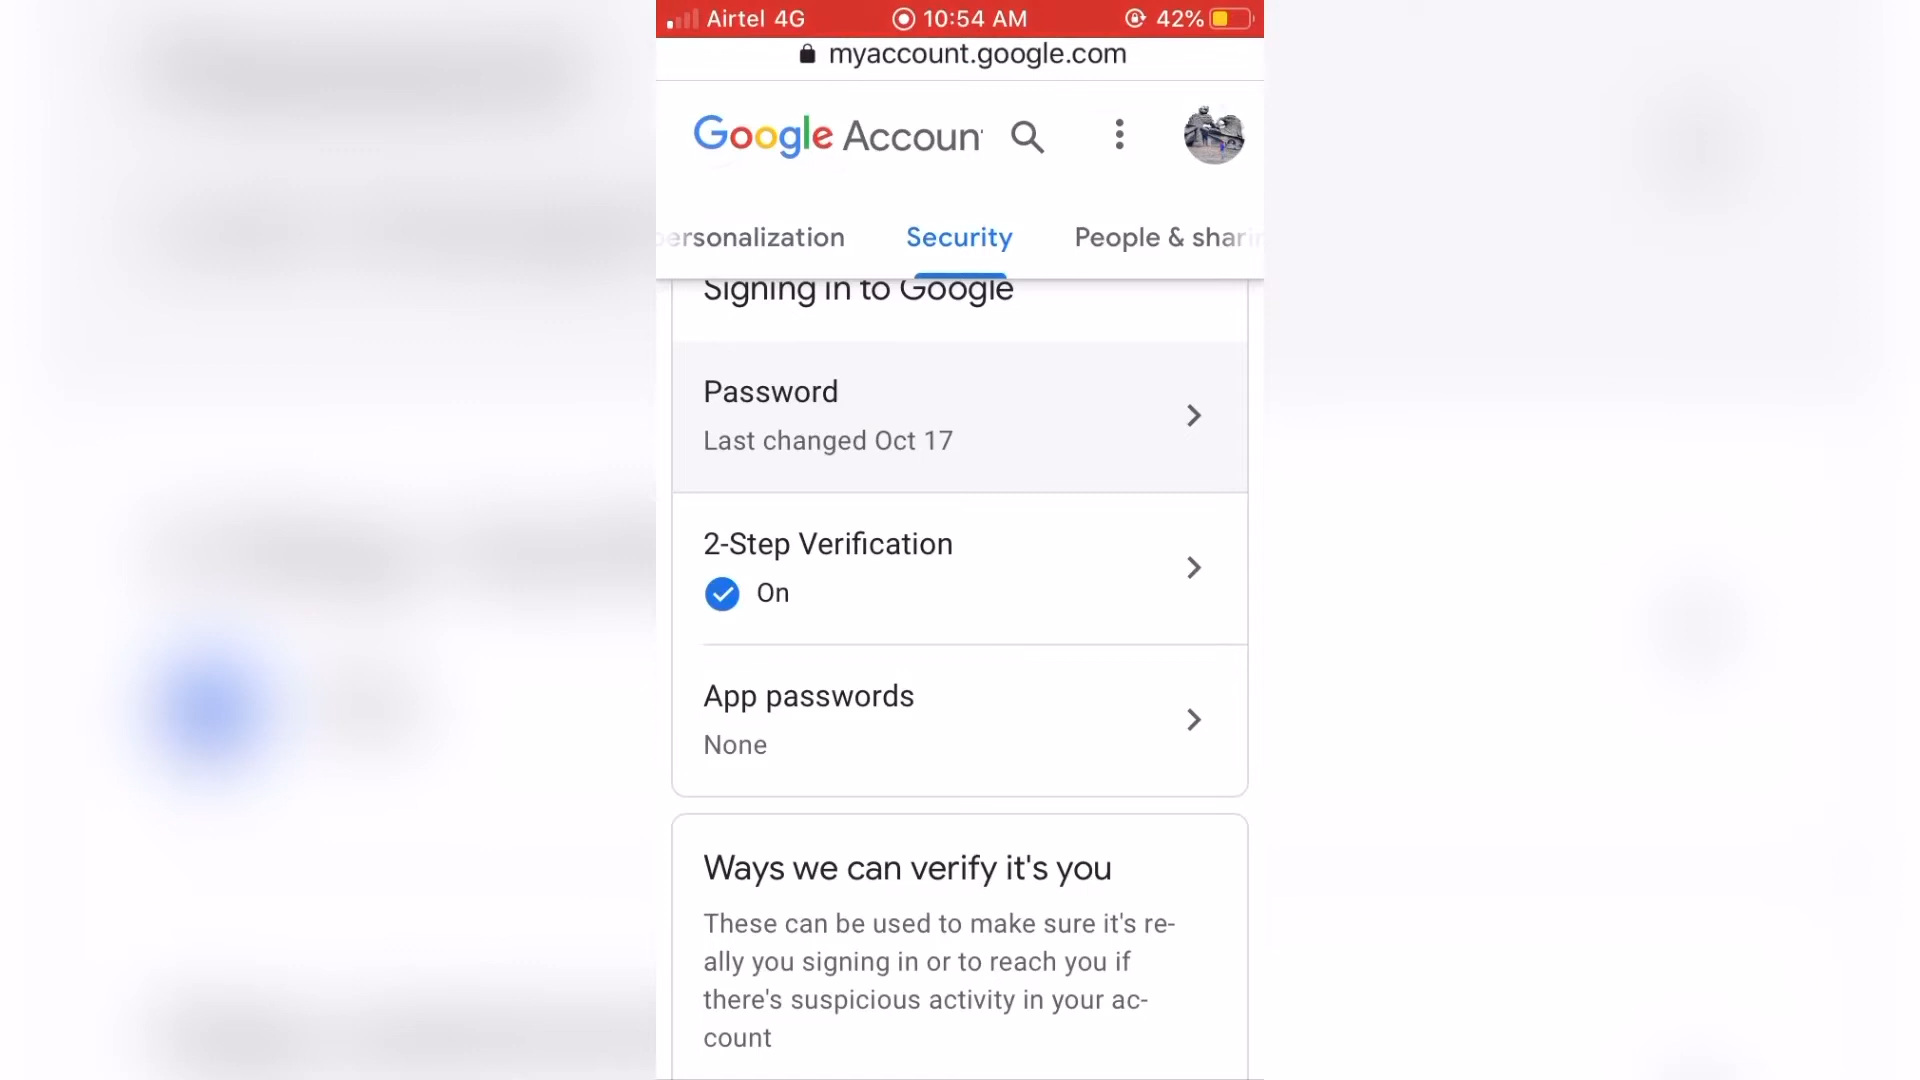 Airtel 4G 10:54 AM 42%
myaccount.google.com
Google Accoun
ersonalization Security People & shari
Signing in to Google
Password
Last changed Oct 17
2-Step Verification
On
App passwords
None
Ways we can verify it's you
These can be used to make sure it's re-
ally you signing in or to reach you if
there's suspicious activity in your ac-
count